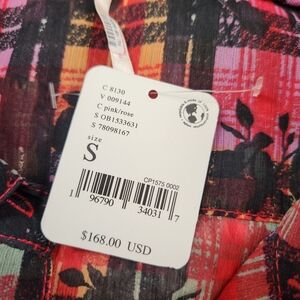 C 8130
V 009144
C pink/rose
S OB1533631
S 78098167
size
S
CP1575 0002
1 96790 34031 7
$168.00 USD